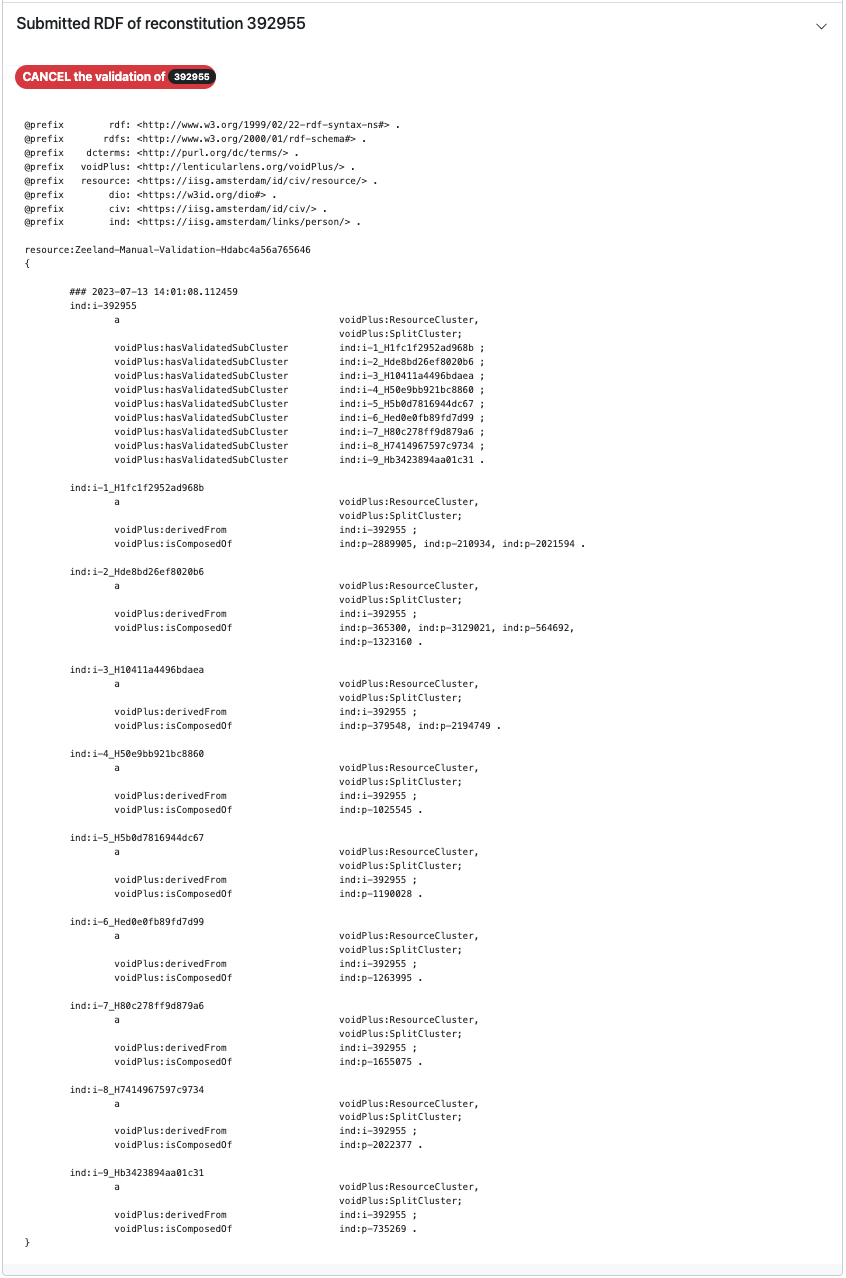 Submitted RDF of reconstitution 392955
CANCEL the validation of 392955
@prefix rdf: <http://www.w3.org/1999/02/22-rdf-syntax-ns#> .
@prefix rdfs: <http://www.w3.org/2000/01/rdf-schema#> .
@prefix dcterms: <http://purl.org/dc/terms/> .
@prefix voidPlus: <http://lenticularlens.org/voidPlus/> .
@prefix resource: <https://iisg.amsterdam/id/civ/resource/> .
@prefix dio: <https://w3id.org/dio#> .
@prefix civ: <https://iisg.amsterdam/id/civ/> .
@prefix ind: <https://iisg.amsterdam/links/person/> .
resource:Zeeland-Manual-Validation-Hdabc4a56a765646
{
### 2023-07-13 14:01:08.112459
ind:i-392955
a voidPlus:ResourceCluster,
voidPlus:SplitCluster;
voidPlus:hasValidatedSubCluster ind:i-1_H1fc1f2952ad968b ;
voidPlus:hasValidatedSubCluster ind:i-2_Hde8bd26ef8020b6 ;
voidPlus:hasValidatedSubCluster ind:i-3_H10411a4496bdaea ;
voidPlus:hasValidatedSubCluster ind:i-4_H50e9bb921bc8860 ;
voidPlus:hasValidatedSubCluster ind:i-5_H5b0d7816944dc67 ;
voidPlus:hasValidatedSubCluster ind:i-6_Hed0e0fb89fd7d99 ;
voidPlus:hasValidatedSubCluster ind:i-7_H80c278ff9d879a6 ;
voidPlus:hasValidatedSubCluster ind:i-8_H7414967597c9734 ;
voidPlus:hasValidatedSubCluster ind:i-9_Hb3423894aa01c31 .
ind:i-1_H1fc1f2952ad968b
a voidPlus:ResourceCluster,
voidPlus:SplitCluster;
voidPlus:derivedFrom ind:i-392955 ;
voidPlus:isComposedOf ind:p-2889905, ind:p-210934, ind:p-2021594 .
ind:i-2_Hde8bd26ef8020b6
a voidPlus:ResourceCluster,
voidPlus:SplitCluster;
voidPlus:derivedFrom ind:i-392955 ;
voidPlus:isComposedOf ind:p-365300, ind:p-3129021, ind:p-564692,
ind:p-1323160 .
ind:i-3_H10411a4496bdaea
a voidPlus:ResourceCluster,
voidPlus:SplitCluster;
voidPlus:derivedFrom ind:i-392955 ;
voidPlus:isComposedOf ind:p-379548, ind:p-2194749 .
ind:i-4_H50e9bb921bc8860
a voidPlus:ResourceCluster,
voidPlus:SplitCluster;
voidPlus:derivedFrom ind:i-392955 ;
voidPlus:isComposedOf ind:p-1025545 .
ind:i-5_H5b0d7816944dc67
a voidPlus:ResourceCluster,
voidPlus:SplitCluster;
voidPlus:derivedFrom ind:i-392955 ;
voidPlus:isComposedOf ind:p-1190028 .
ind:i-6_Hed0e0fb89fd7d99
a voidPlus:ResourceCluster,
voidPlus:SplitCluster;
voidPlus:derivedFrom ind:i-392955 ;
voidPlus:isComposedOf ind:p-1263995 .
ind:i-7_H80c278ff9d879a6
a voidPlus:ResourceCluster,
voidPlus:SplitCluster;
voidPlus:derivedFrom ind:i-392955 ;
voidPlus:isComposedOf ind:p-1655075 .
ind:i-8_H7414967597c9734
a voidPlus:ResourceCluster,
voidPlus:SplitCluster;
voidPlus:derivedFrom ind:i-392955 ;
voidPlus:isComposedOf ind:p-2022377 .
ind:i-9_Hb3423894aa01c31
a voidPlus:ResourceCluster,
voidPlus:SplitCluster;
voidPlus:derivedFrom ind:i-392955 ;
voidPlus:isComposedOf ind:p-735269 .
}